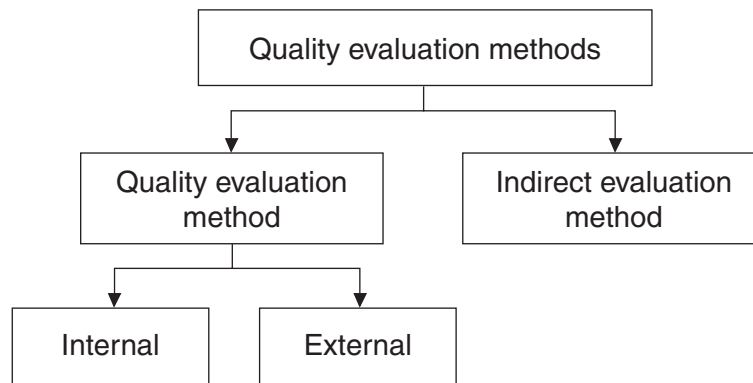 Quality evaluation methods
Quality evaluation
method
Indirect evaluation
method
Internal
External